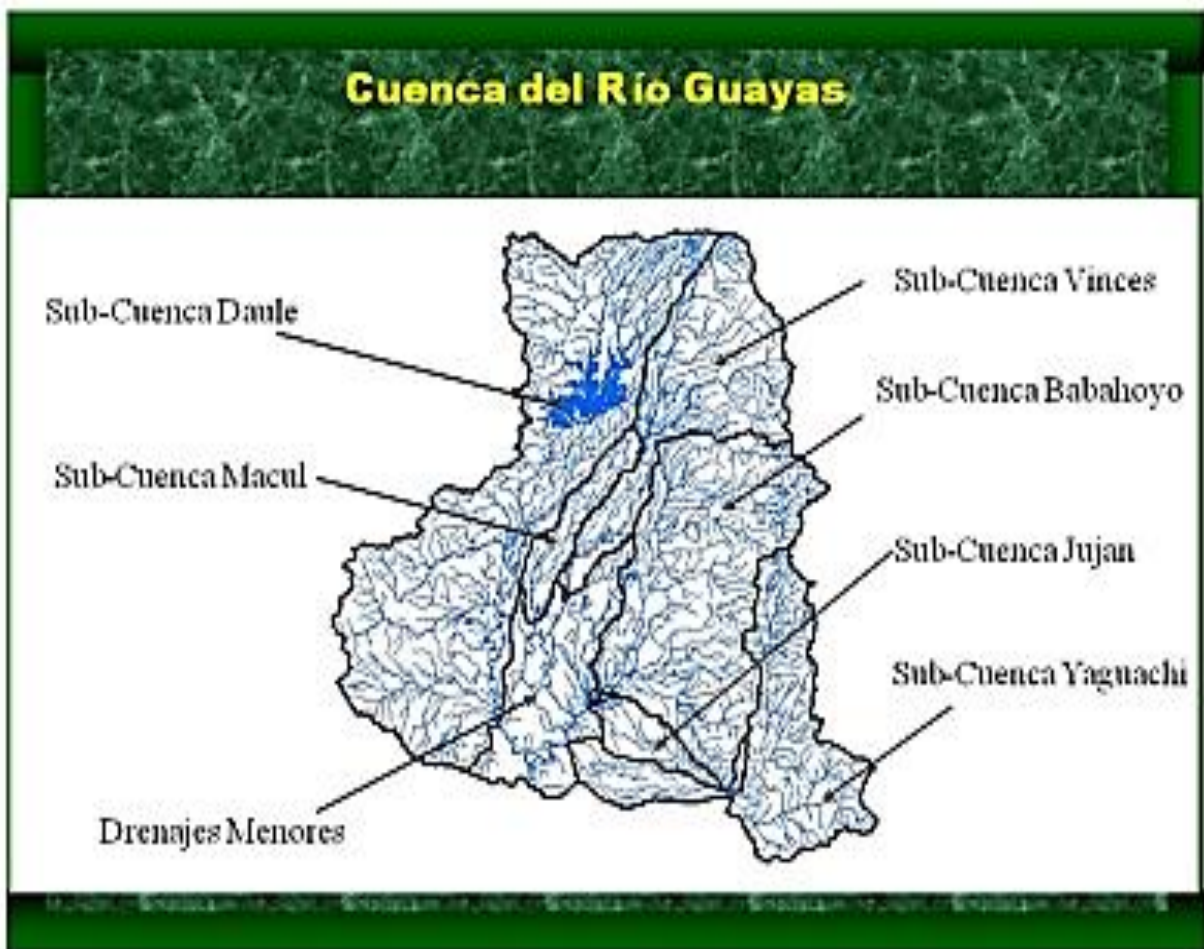 Cuenca del Río Guayas
Sub-Cuenca Vinces
Sub-Cuenca Daule
Sub-Cuenca Babahoyo
Sub-Cuenca Macul
Sub-Cuenca Jujan
Sub-Cuenca Yaguachi
Drenajes Menores